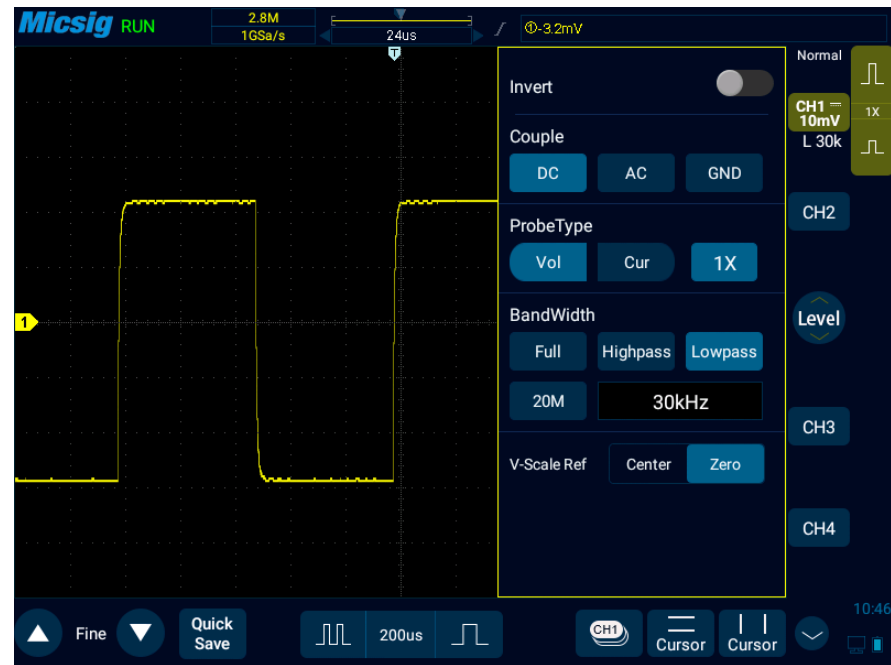 Micsig RUN
2.8M
1GSa/s
24us
T
①-3.2mV
Normal
Invert
CH1
10mV
1X
L 30k
Couple
DC AC GND
CH2
ProbeType
Vol Cur 1X
1
BandWidth
Level
Full Highpass Lowpass
20M 30kHz
CH3
V-Scale Ref Center Zero
CH4
10:46
Fine
Quick
Save
200us
CH1
Cursor
Cursor